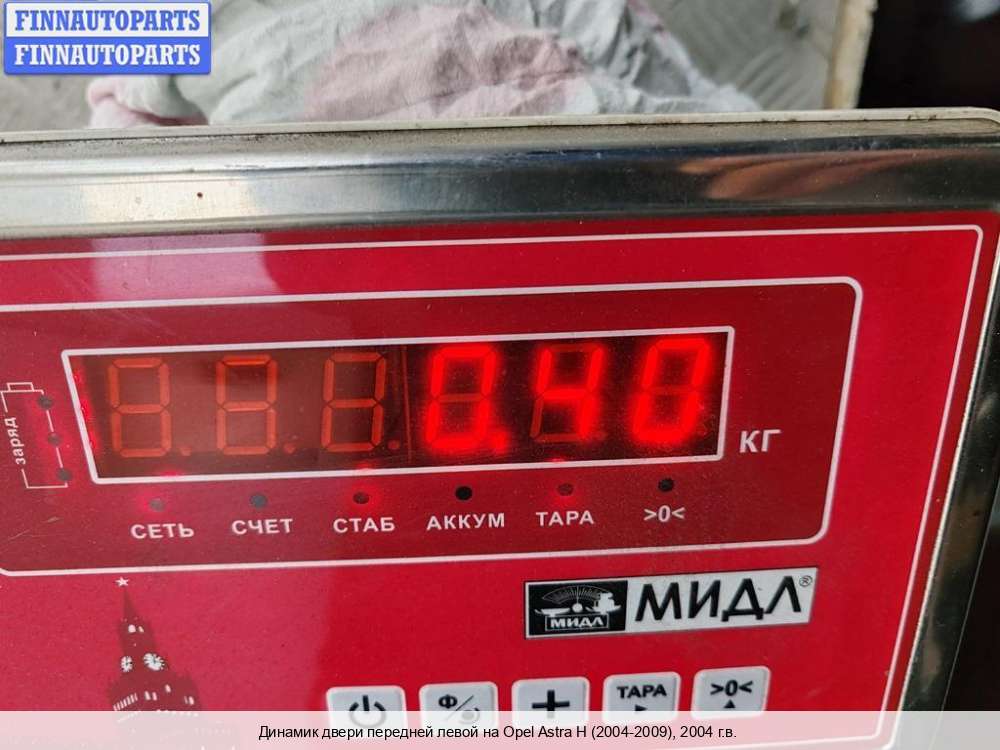 FINNAUTOPARTS
FINNAUTOPARTS
0.40
КГ
заряд
СЕТЬ СЧЕТ СТАБ АККУМ ТАРА >0<
МИДЛ МИДЛ®
Ф ТАРА >0<
Динамик двери передней левой на Opel Astra H (2004-2009), 2004 г.в.